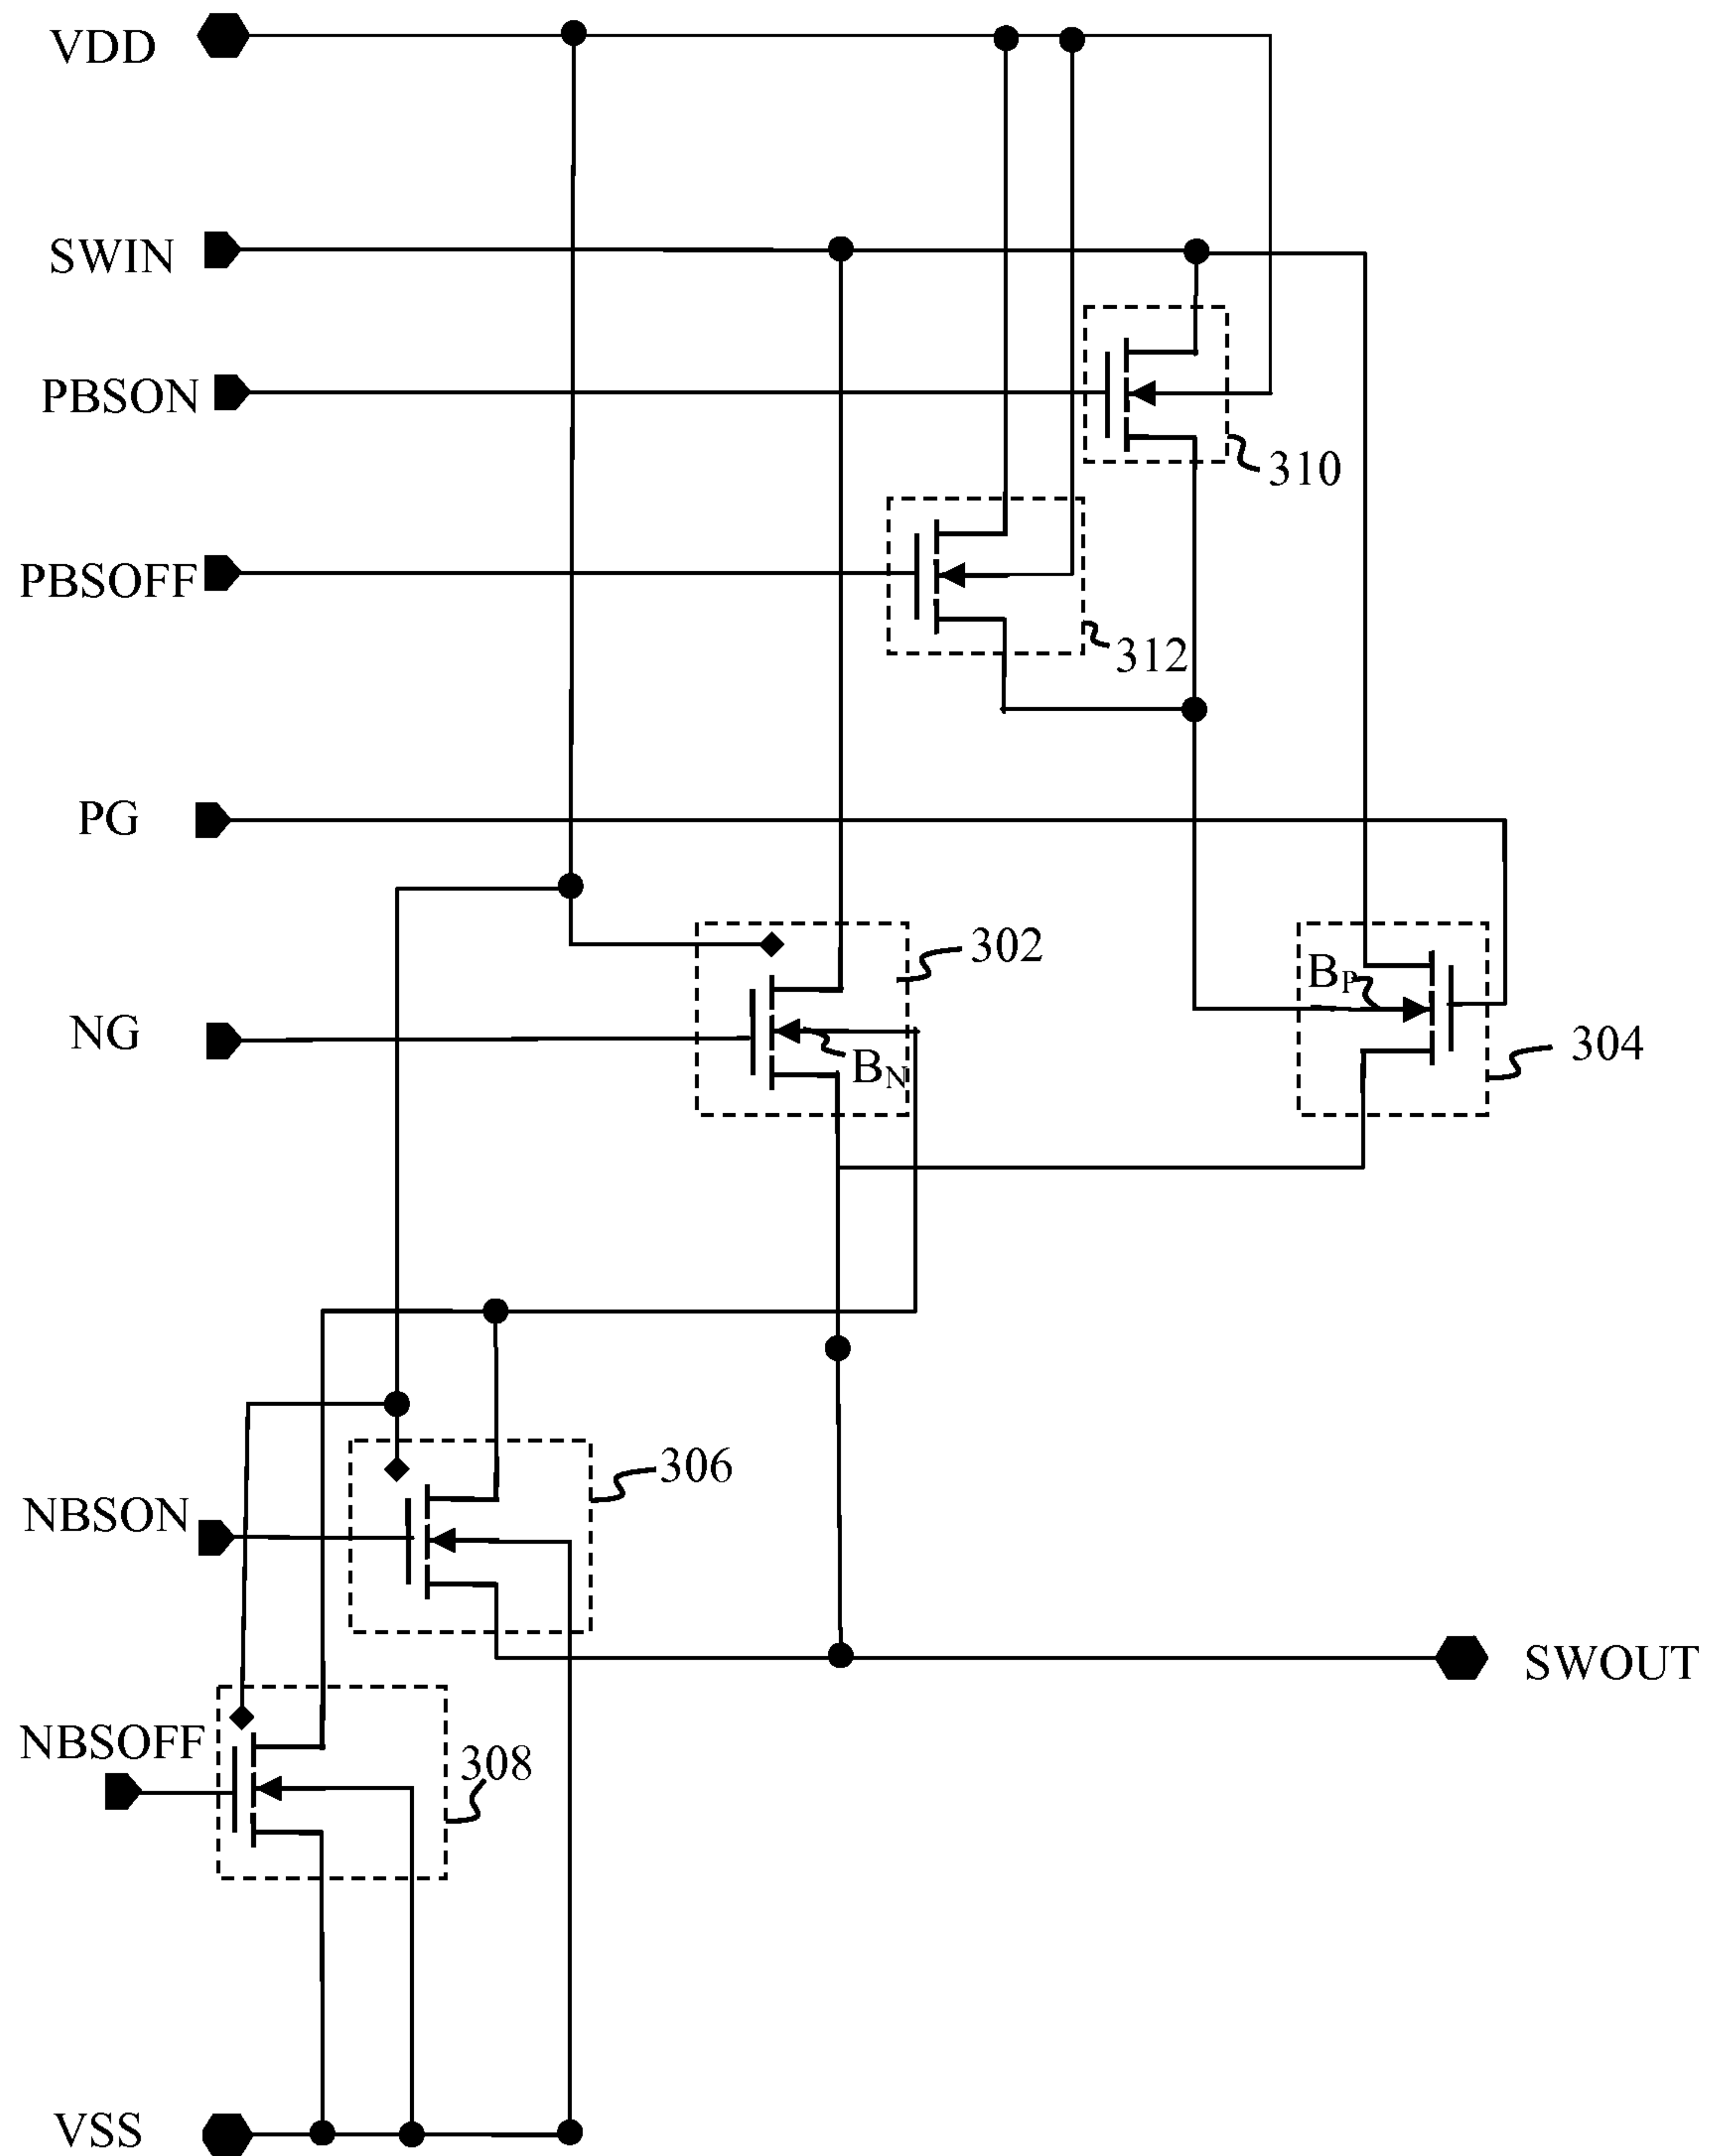 VDD
SWIN
PBSON
310
PBSOFF
312
PG
302
BP
NG
BN
304
306
NBSON
SWOUT
NBSOFF
308
VSS